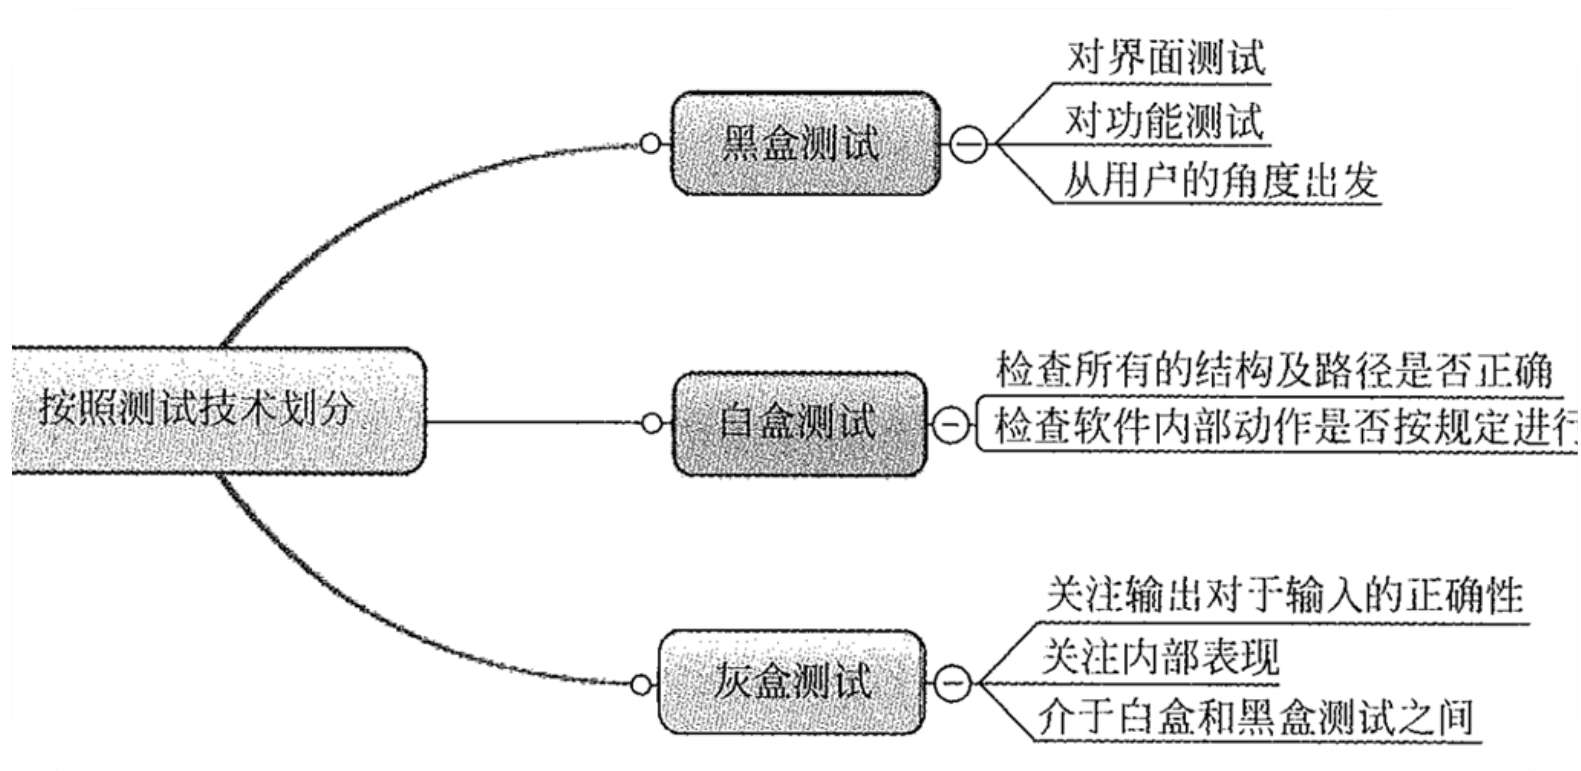 对界面测试
黑盒测试
对功能测试
从用户的角度出发
按照测试技术划分
白盒测试
检查所有的结构及路径是否正确
检查软件内部动作是否按规定进行
灰盒测试
关注输出对于输入的正确性
关注内部表现
介于白盒和黑盒测试之间